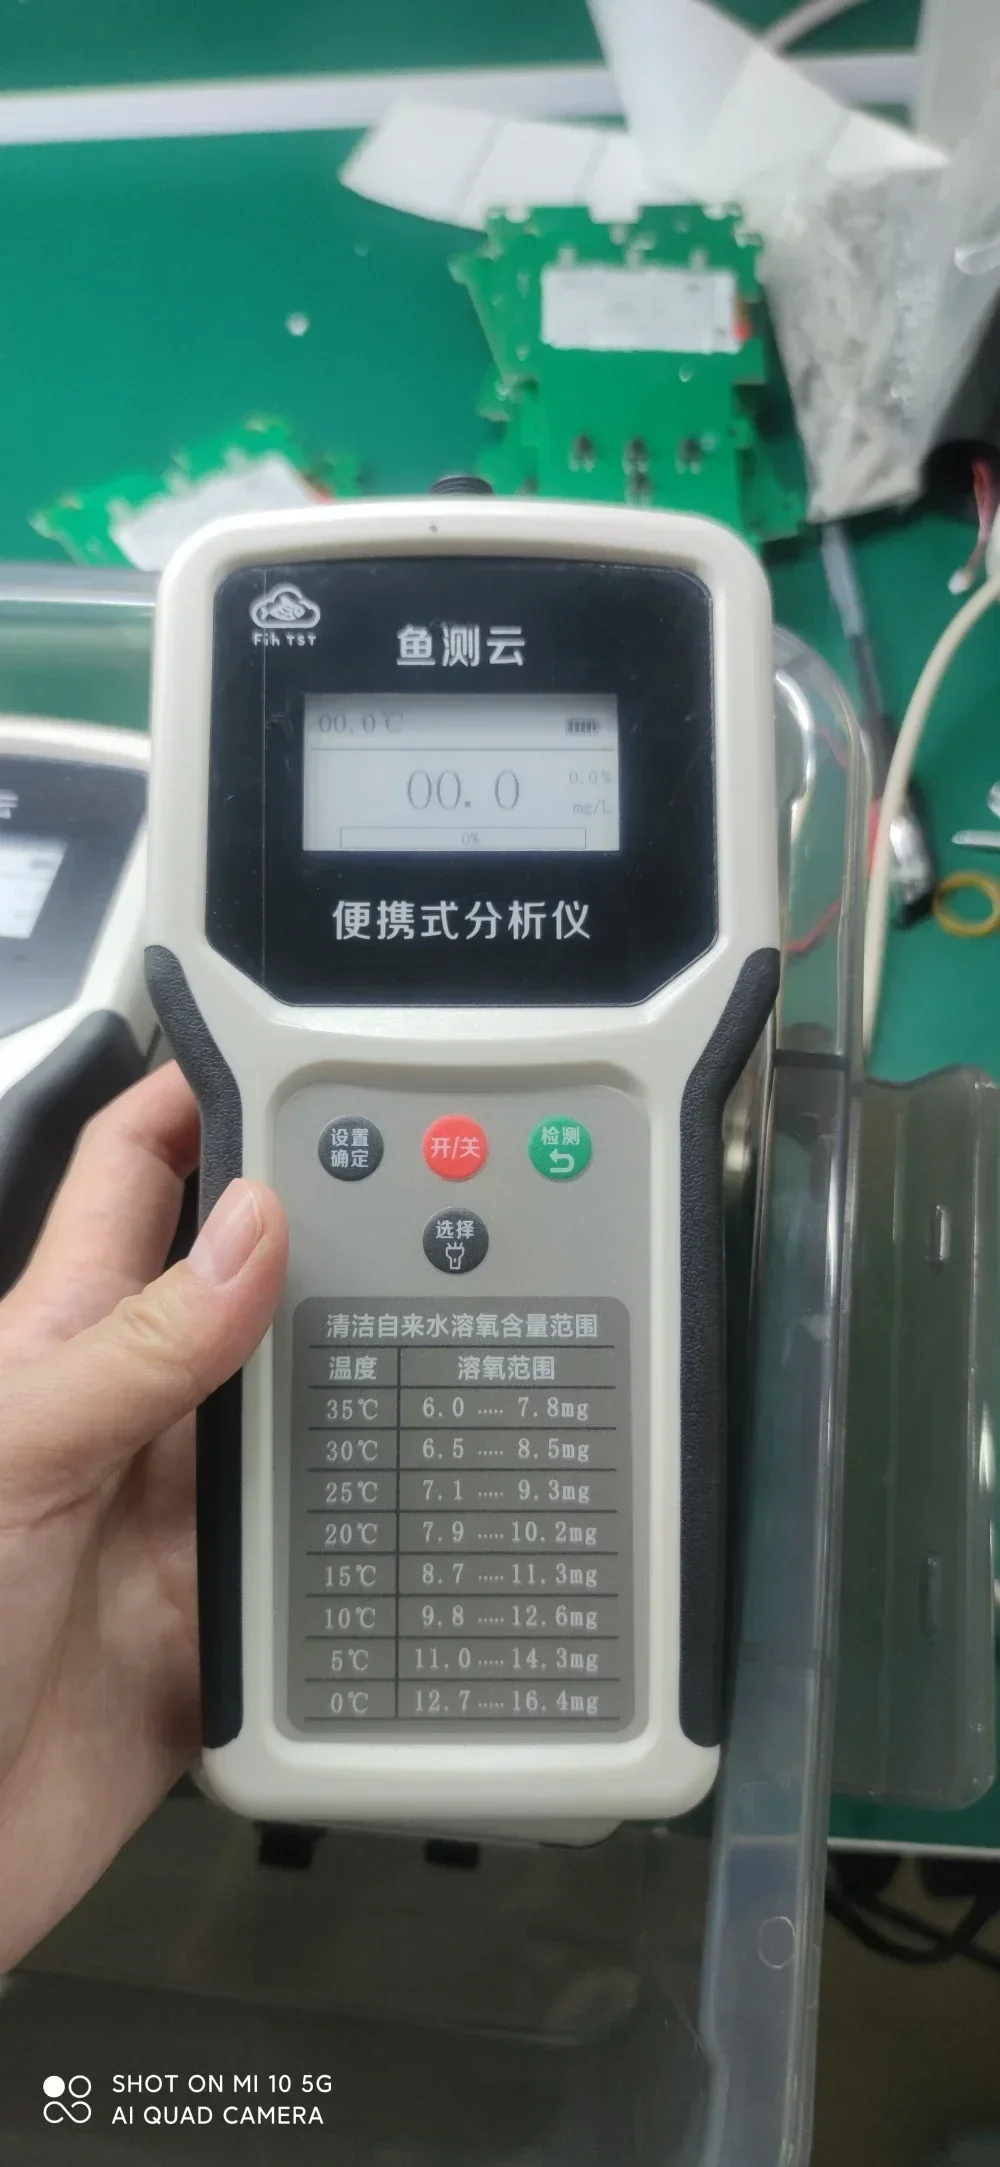 Fih TST
鱼测云
00.0℃
00.0
0.0%
mg/L
0%
便携式分析仪
设置
确定
开/关
检测
选择
清洁自来水溶氧含量范围
温度 溶氧范围
35℃ 6.0 ..... 7.8mg
30℃ 6.5 ..... 8.5mg
25℃ 7.1 ..... 9.3mg
20℃ 7.9 ..... 10.2mg
15℃ 8.7 ..... 11.3mg
10℃ 9.8 ..... 12.6mg
5℃ 11.0 ..... 14.3mg
0℃ 12.7 ..... 16.4mg
SHOT ON MI 10 5G
AI QUAD CAMERA